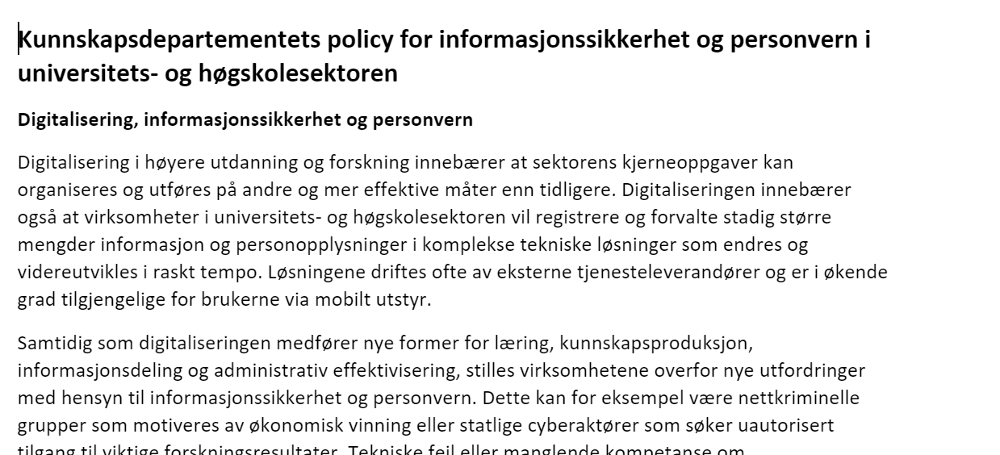 Kunnskapsdepartementets policy for informasjonssikkerhet og personvern i
universitets- og høgskolesektoren
Digitalisering, informasjonssikkerhet og personvern
Digitalisering i høyere utdanning og forskning innebærer at sektorens kjerneoppgaver kan
organiseres og utføres på andre og mer effektive måter enn tidligere. Digitaliseringen innebærer
også at virksomheter i universitets- og høgskolesektoren vil registrere og forvalte stadig større
mengder informasjon og personopplysninger i komplekse tekniske løsninger som endres og
videreutvikles i raskt tempo. Løsningene driftes ofte av eksterne tjenesteleverandører og er i økende
grad tilgjengelige for brukerne via mobilt utstyr.
Samtidig som digitaliseringen medfører nye former for læring, kunnskapsproduksjon,
informasjonsdeling og administrativ effektivisering, stilles virksomhetene overfor nye utfordringer
med hensyn til informasjonssikkerhet og personvern. Dette kan for eksempel være nettkriminelle
grupper som motiveres av økonomisk vinning eller statlige cyberaktører som søker uautorisert
tilgang til viktige forskningsresultater. Tekniske feil eller manglende kompetanse om